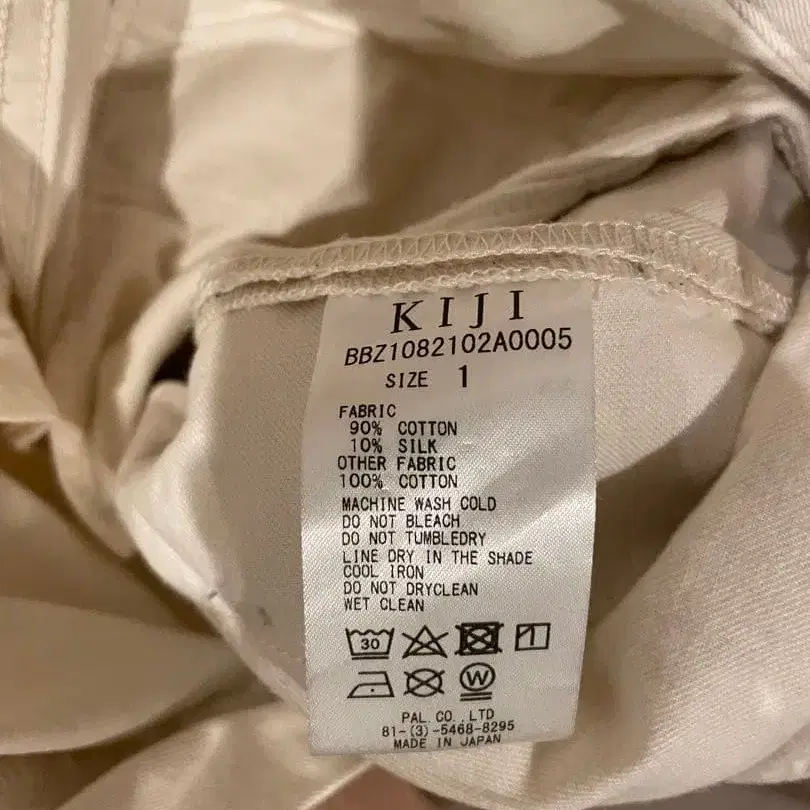 KIJI
BBZ1082102A0005
SIZE 1
FABRIC
90% COTTON
10% SILK
OTHER FABRIC
100% COTTON
MACHINE WASH COLD
DO NOT BLEACH
DO NOT TUMBLEDRY
LINE DRY IN THE SHADE
COOL IRON
DO NOT DRYCLEAN
WET CLEAN
30
W
PAL.CO.,LTD
81-(3)-5468-8295
MADE IN JAPAN